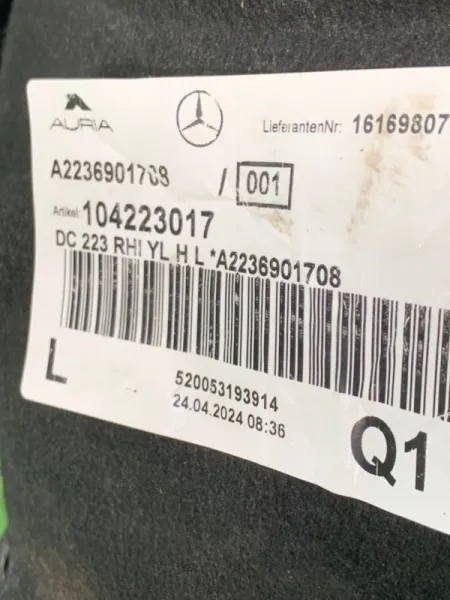 AURIA
LieferantenNr: 16169807
A2236901708 / 001
Artikel: 104223017
DC 223 RHI YL H L *A2236901708
L
520053193914
24.04.2024 08:36
Q1